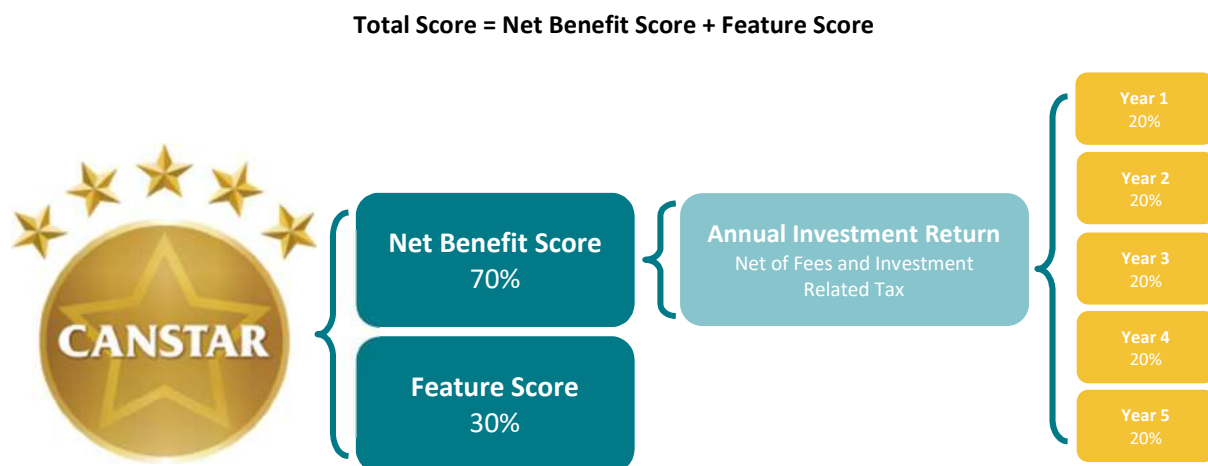 Total Score = Net Benefit Score + Feature Score
CANSTAR
Net Benefit Score
70%
Feature Score
30%
Annual Investment Return
Net of Fees and Investment
Related Tax
Year 1
20%
Year 2
20%
Year 3
20%
Year 4
20%
Year 5
20%